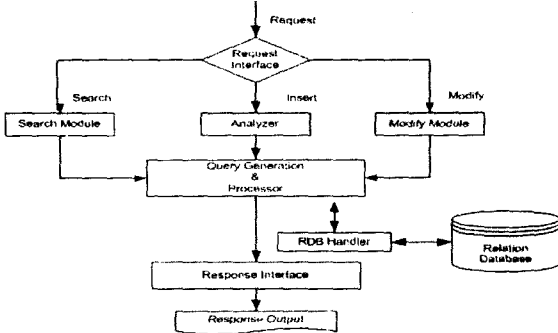 Request
Request
Interface
Search
Insert
Modify
Search Module
Analyzer
Modify Module
Query Generation
&
Processor
RDB Handler
Relation
Database
Response Interface
Response Output